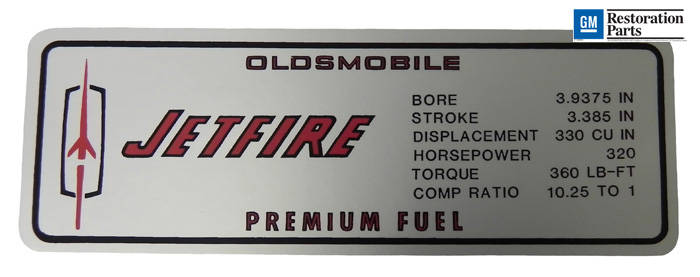 GM Restoration
Parts
OLDSMOBILE
JETFIRE
BORE 3.9375 IN
STROKE 3.385 IN
DISPLACEMENT 330 CU IN
HORSEPOWER 320
TORQUE 360 LB-FT
COMP RATIO 10.25 TO 1
PREMIUM FUEL